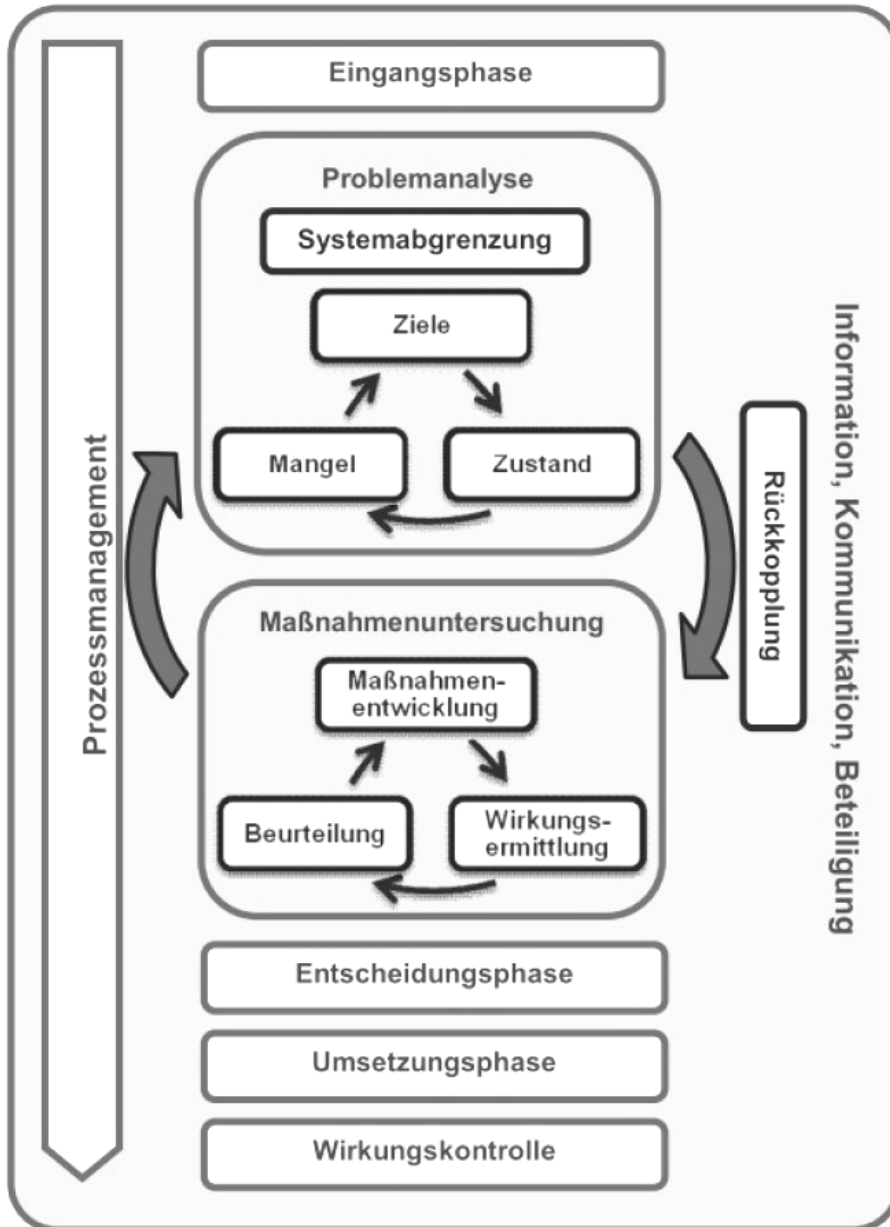 Eingangsphase
Problemanalyse
Systemabgrenzung
Ziele
Mangel
Zustand
Maßnahmenuntersuchung
Maßnahmen-
entwicklung
Beurteilung
Wirkungs-
ermittlung
Entscheidungsphase
Umsetzungsphase
Wirkungskontrolle
Prozessmanagement
Rückkopplung
Information, Kommunikation, Beteiligung